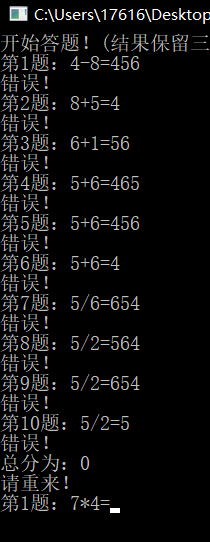 C:\Users\17616\Desktop
开始答题！(结果保留三
第1题：4-8=456
错误！
第2题：8+5=4
错误！
第3题：6+1=56
错误！
第4题：5+6=465
错误！
第5题：5+6=456
错误！
第6题：5+6=4
错误！
第7题：5/6=654
错误！
第8题：5/2=564
错误！
第9题：5/2=654
错误！
第10题：5/2=5
错误！
总分为：0
请重来！
第1题：7*4=